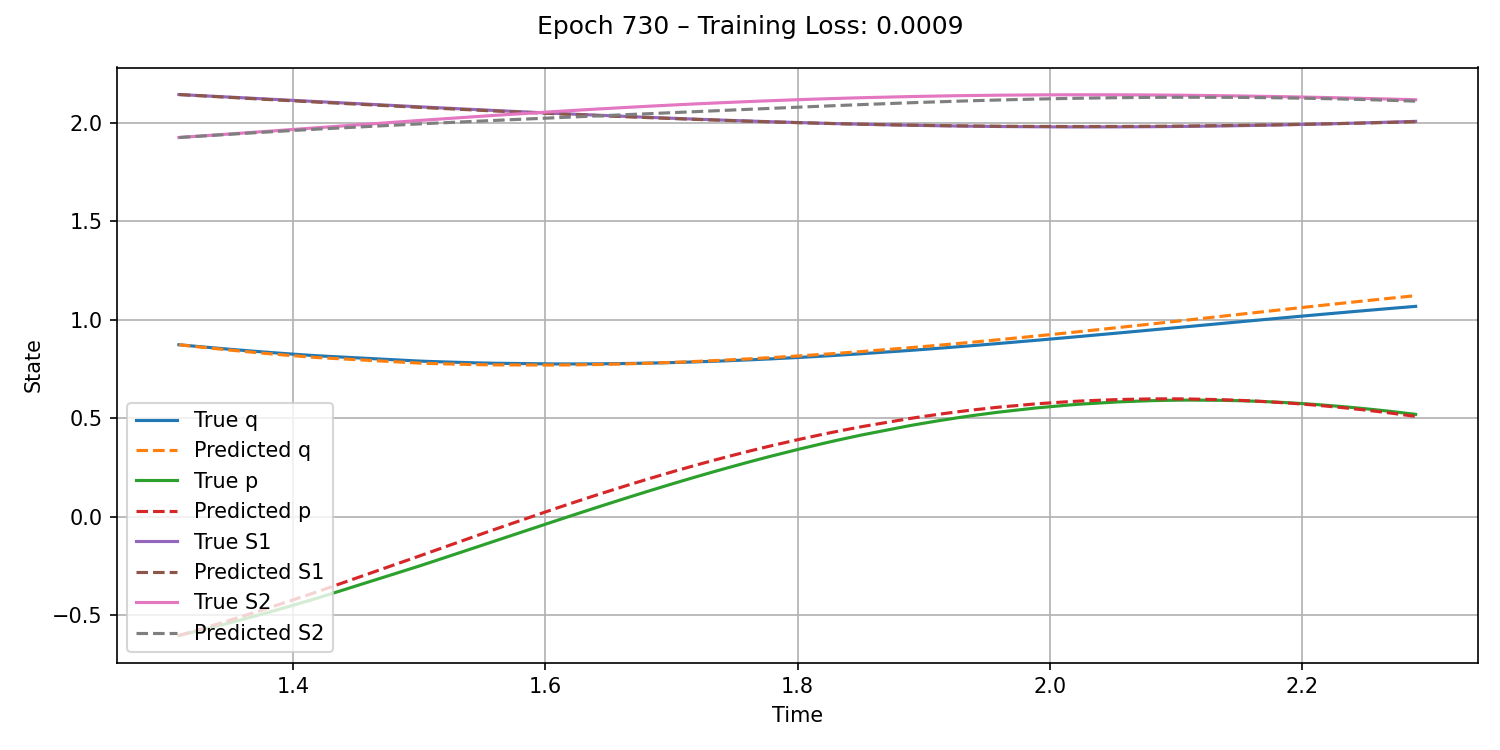 Epoch 730 – Training Loss: 0.0009
2.0
1.5
1.0
0.5
0.0
−0.5
State
True q
Predicted q
True p
Predicted p
True S1
Predicted S1
True S2
Predicted S2
1.4
1.6
1.8
2.0
2.2
Time